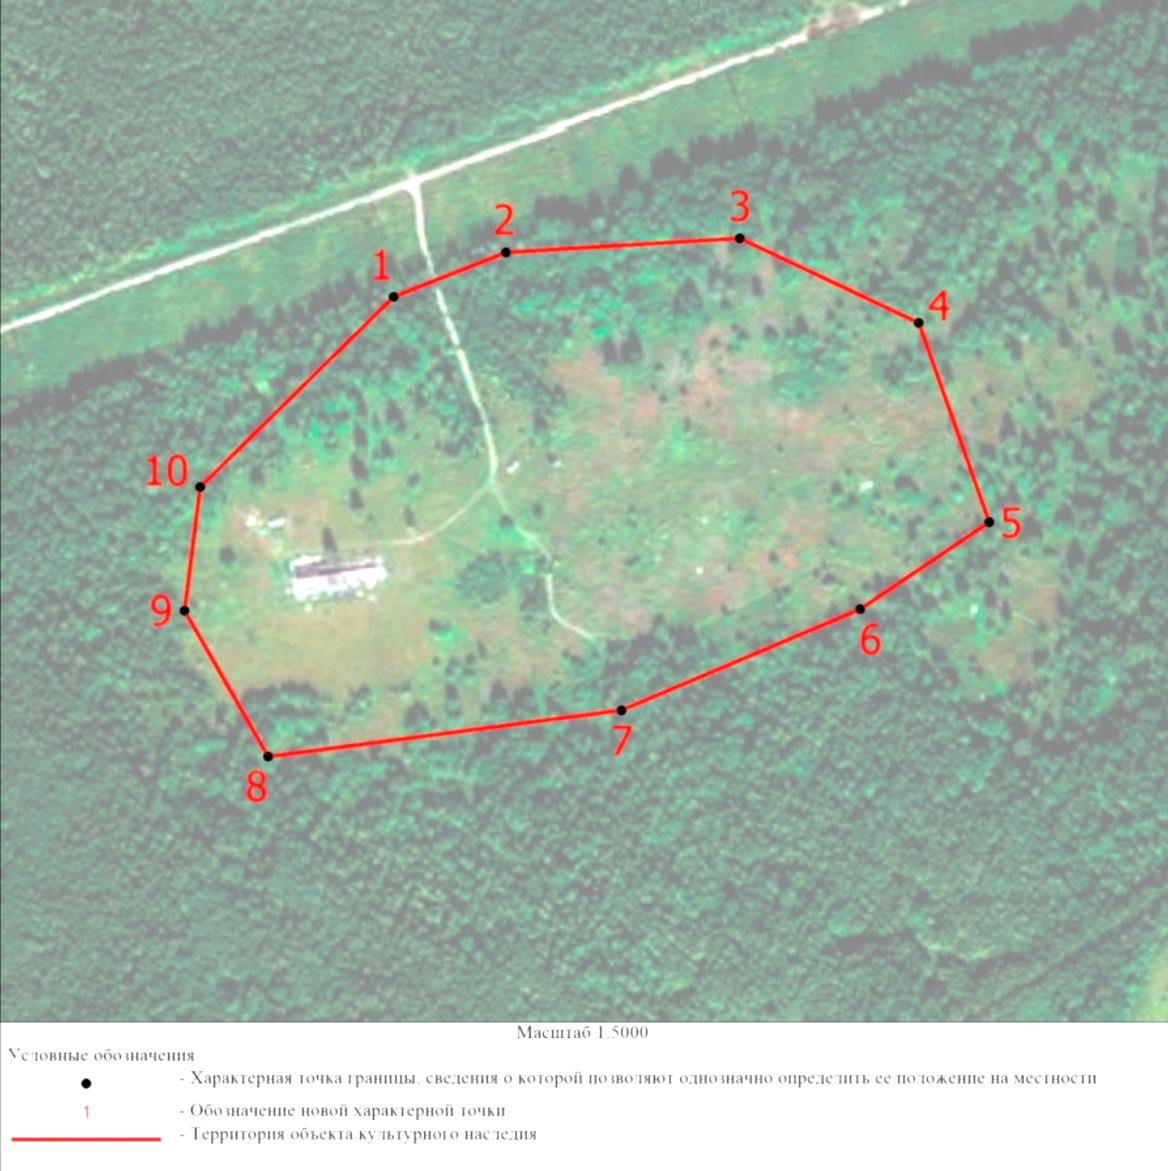 1
2
3
4
5
6
7
8
9
10
Масштаб 1:5000
Условные обозначения
- Характерная точка границы, сведения о которой позволяют однозначно определить ее положение на местности
1 - Обозначение новой характерной точки
- Территория объекта культурного наследия